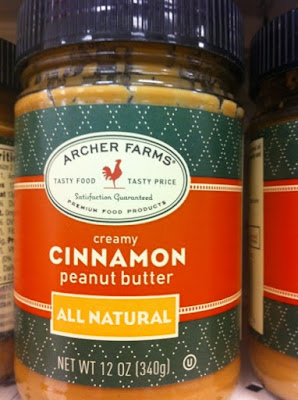 ARCHER FARMS®
TASTY FOOD TASTY PRICE
Satisfaction Guaranteed
PREMIUM FOOD PRODUCTS
creamy
CINNAMON
peanut butter
ALL NATURAL
NET WT 12 OZ (340g) U